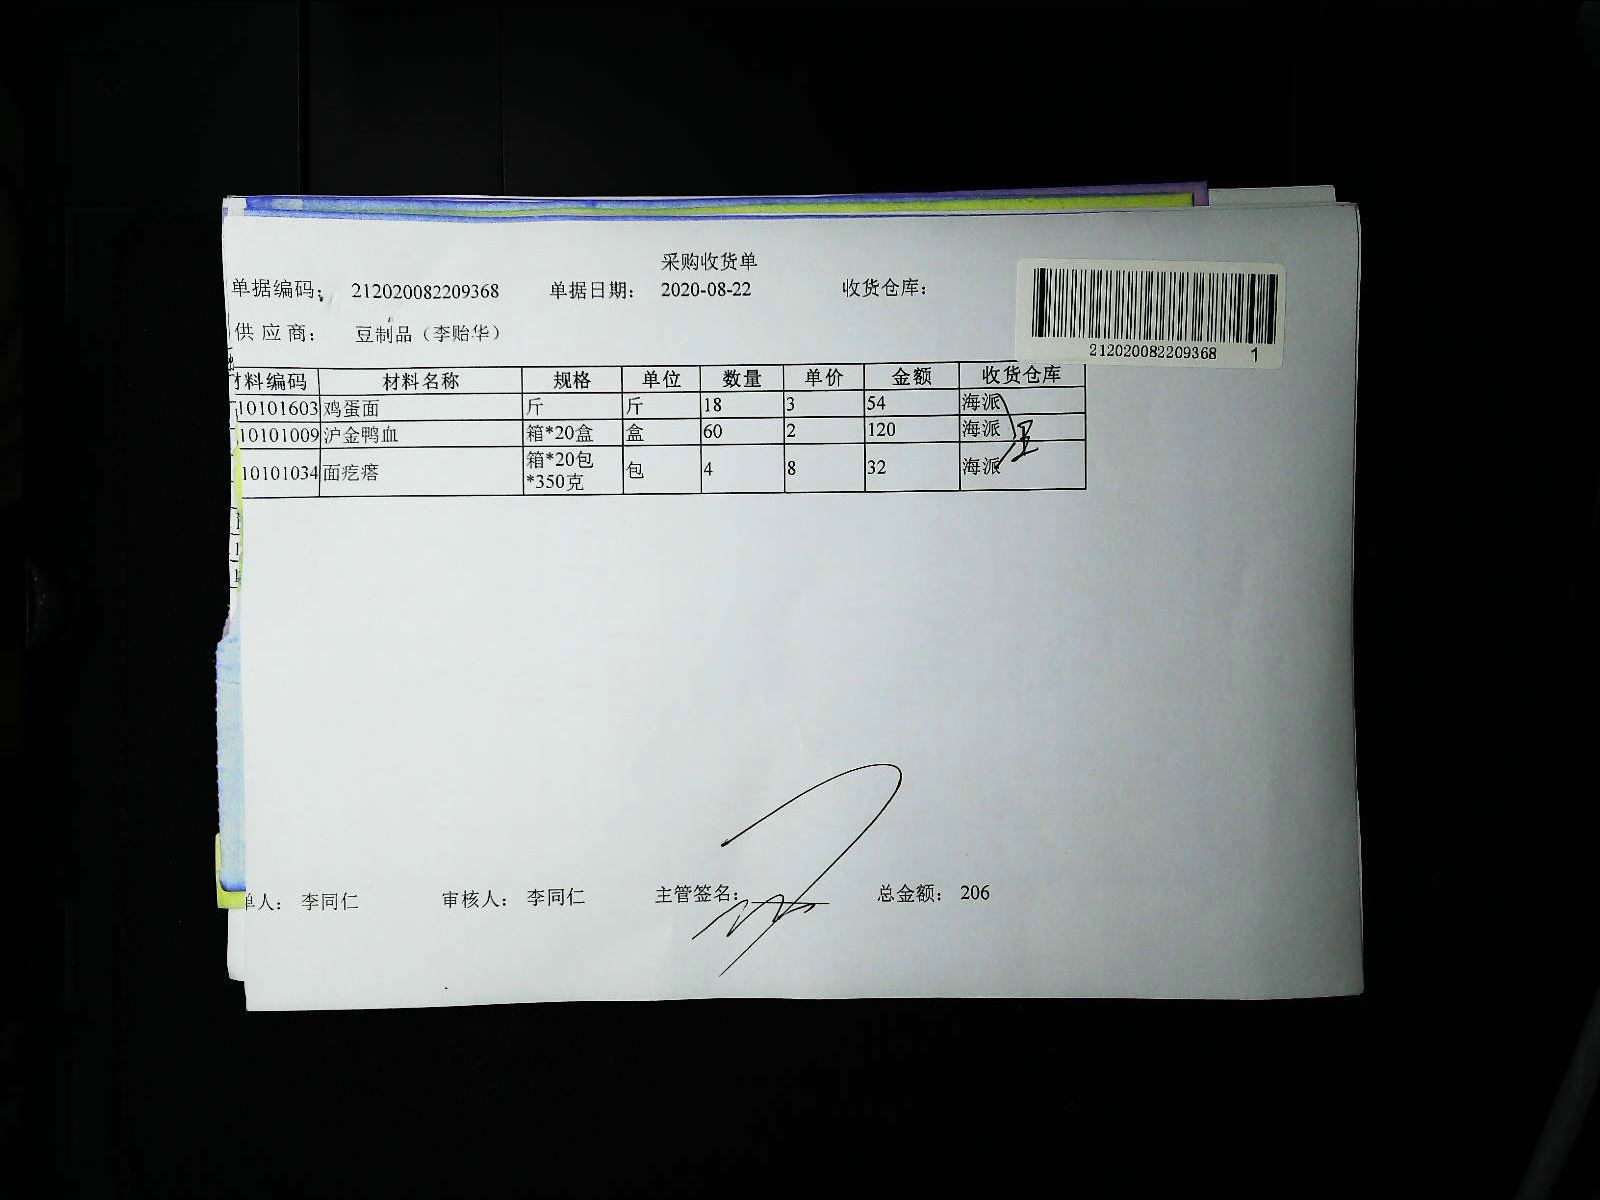 采购收货单
单据编码： 212020082209368 单据日期： 2020-08-22 收货仓库：
供 应 商： 豆制品（李贻华）
212020082209368 1
材料编码 材料名称 规格 单位 数量 单价 金额 收货仓库
10101603 鸡蛋面 斤 斤 18 3 54 海派
10101009 沪金鸭血 箱*20盒 盒 60 2 120 海派
10101034 面疙瘩 箱*20包*350克 包 4 8 32 海派
单人： 李同仁 审核人： 李同仁 主管签名： 总金额： 206